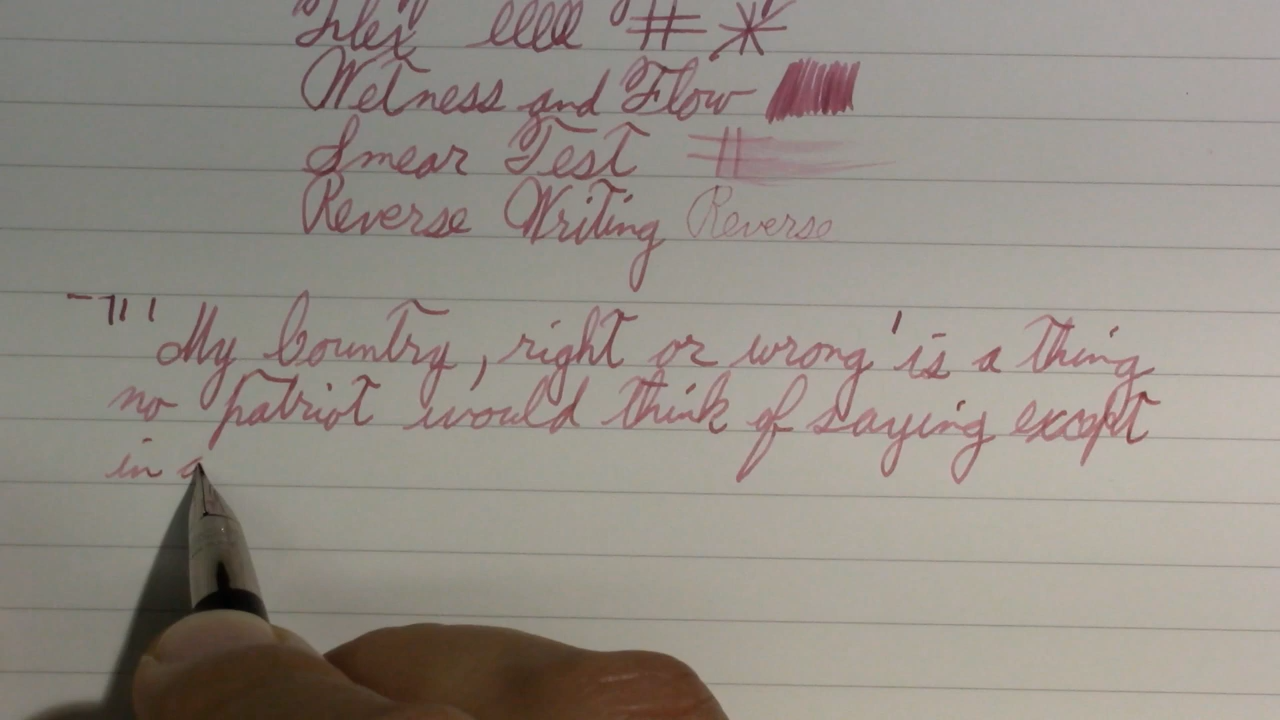 Flex llll # *
Wetness and Flow
Smear Test #
Reverse Writing Reverse
"'My Country, right or wrong' is a thing
no patriot would think of saying except
in a